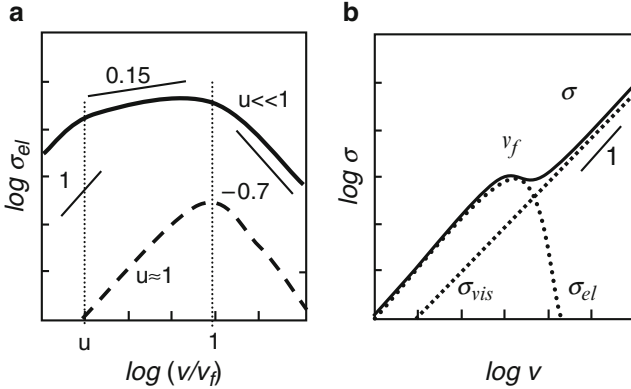 a
log σel
0.15
u<<1
1
−0.7
u≈1
u
1
log (v/vf)
b
log σ
σ
vf
1
σvis
σel
log v